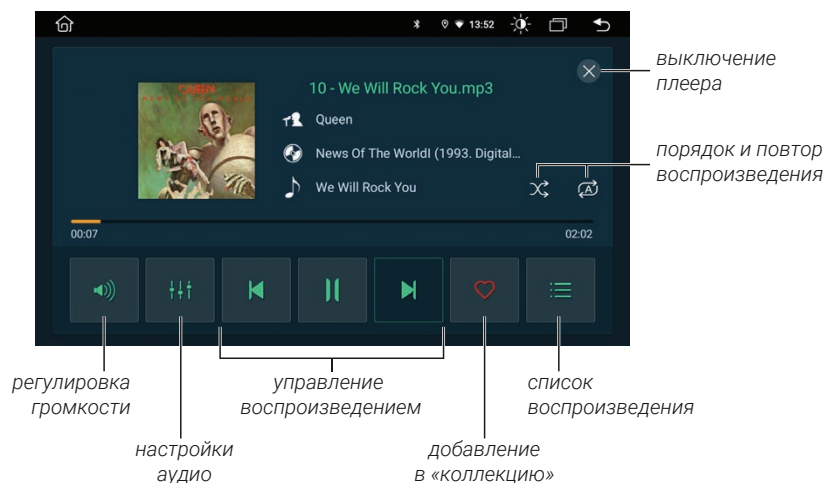 13:52
выключение
плеера
10 - We Will Rock You.mp3
Queen
News Of The Worldl (1993. Digital...
We Will Rock You
порядок и повтор
воспроизведения
00:07
02:02
регулировка
громкости
управление
воспроизведением
список
воспроизведения
настройки
аудио
добавление
в «коллекцию»